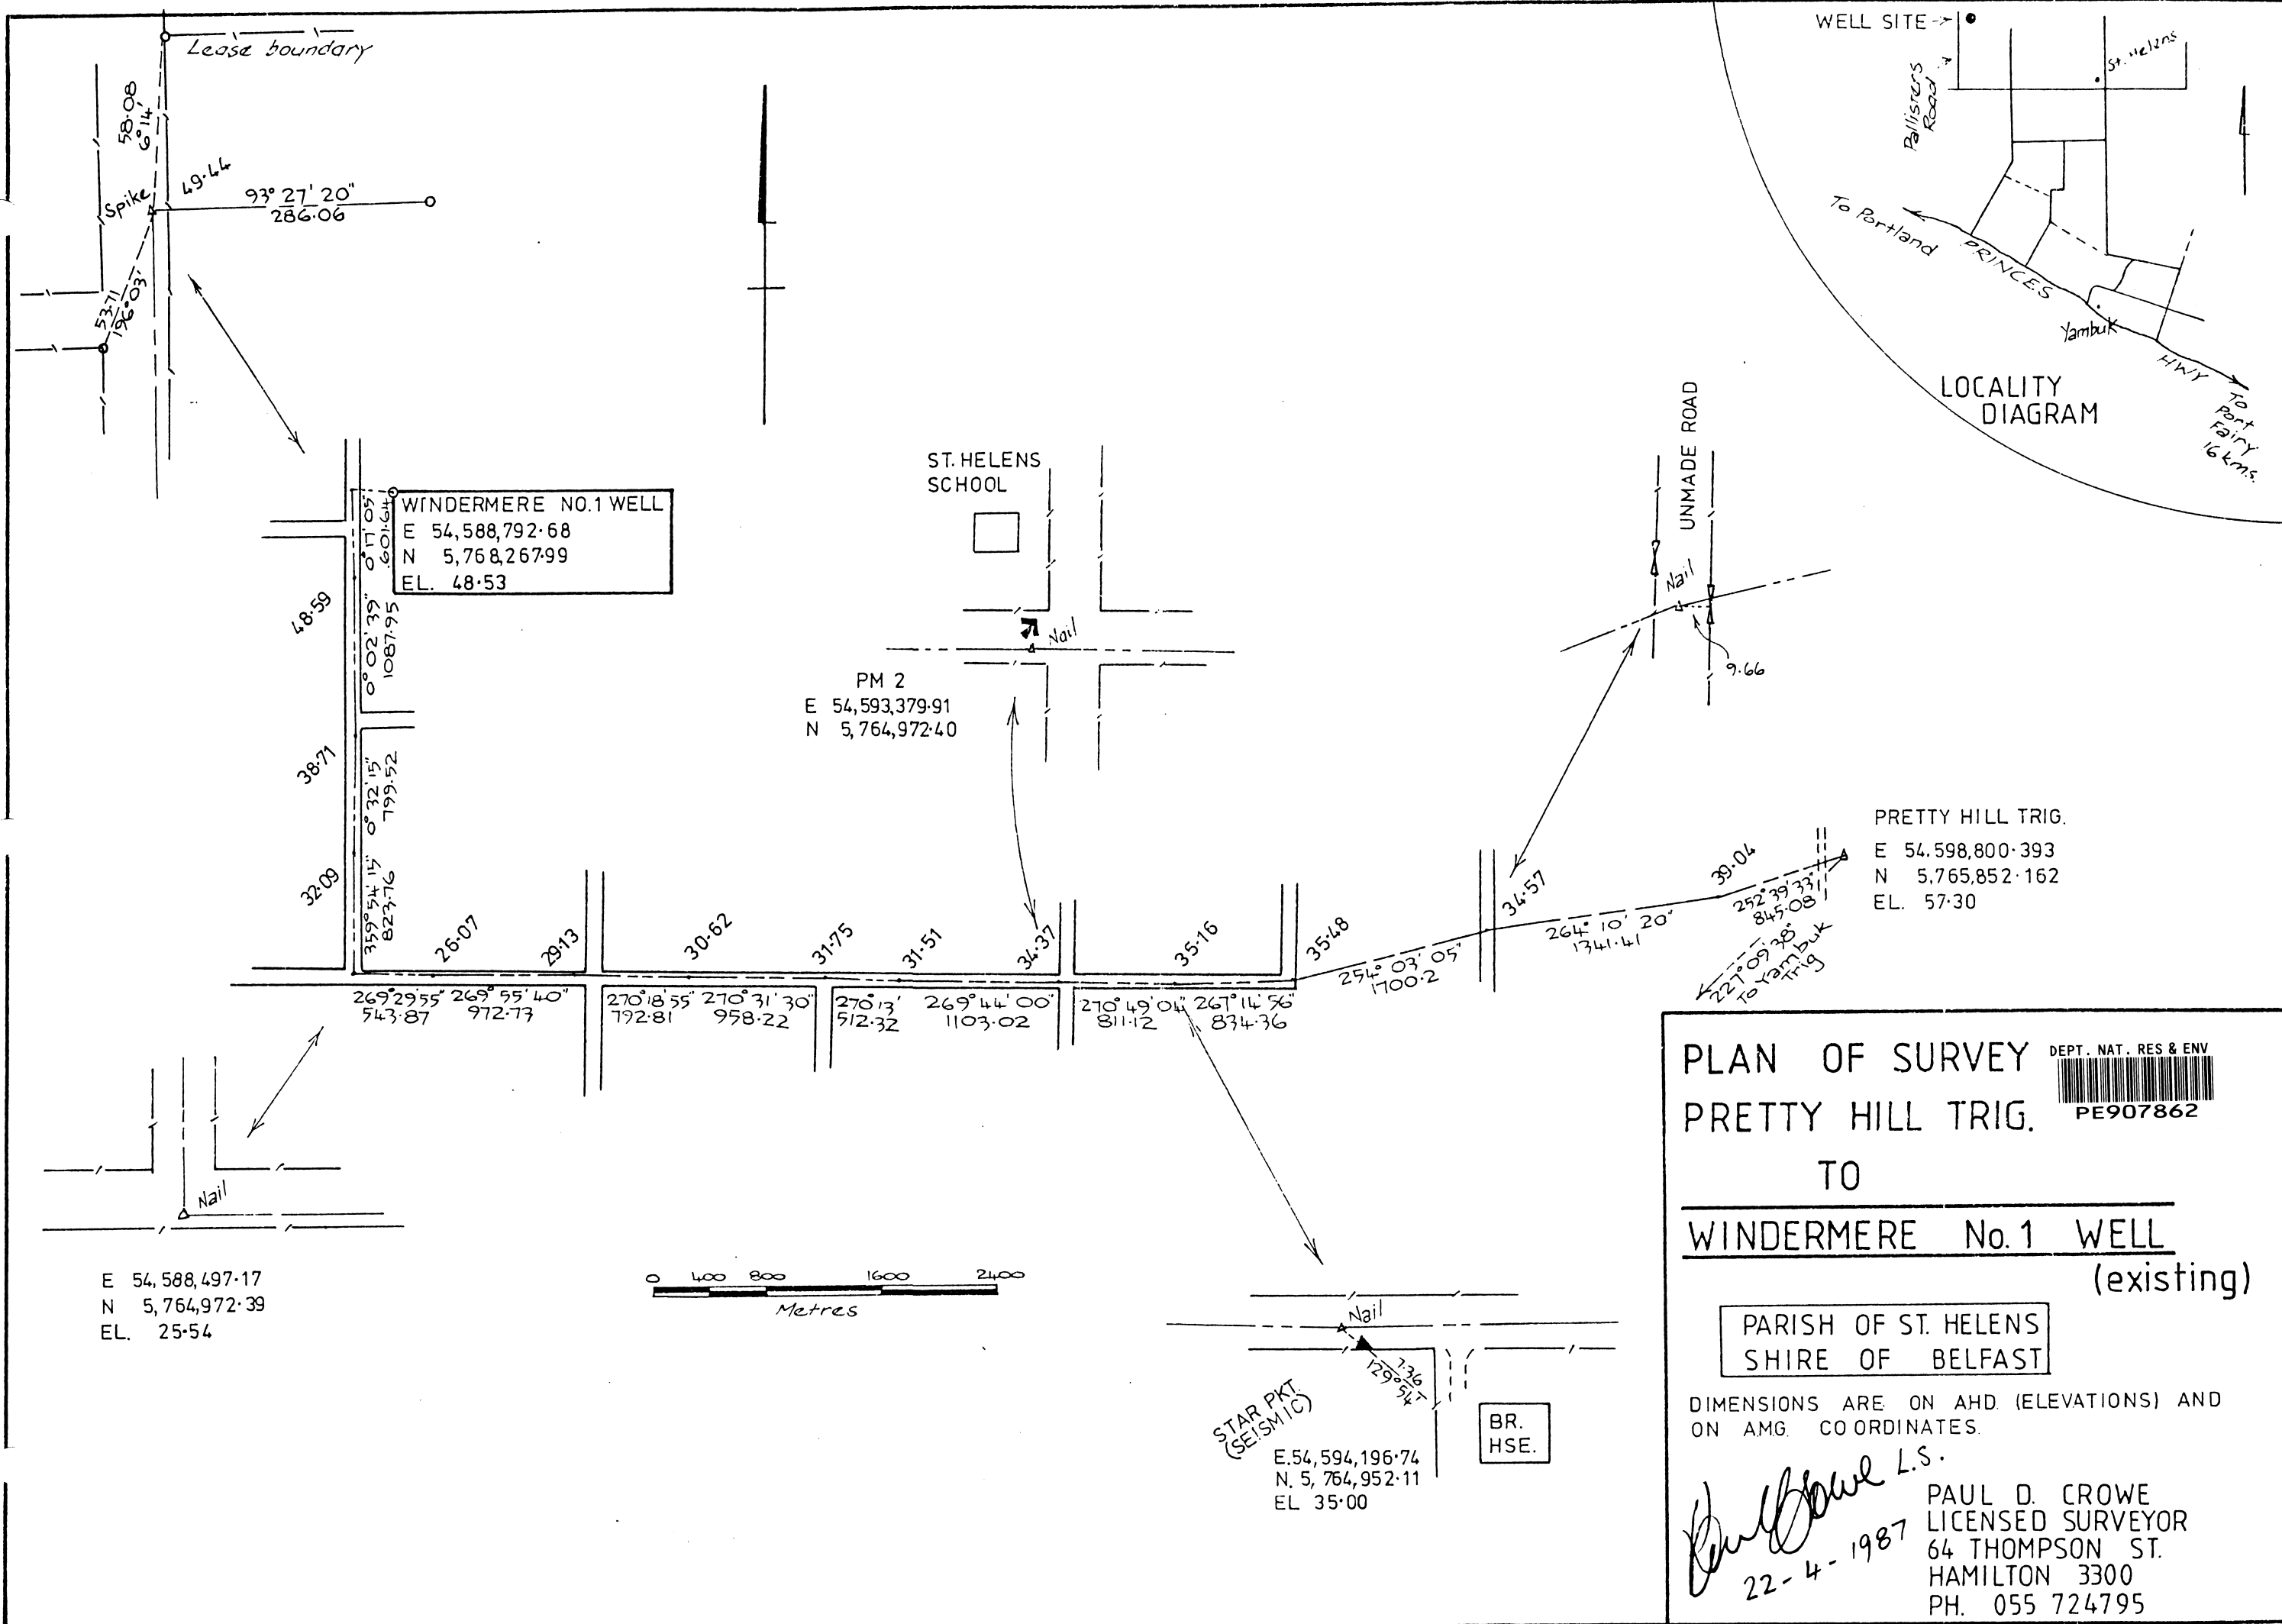 Lease boundary
58·08
6°14'
Spike
49·44
93° 27' 20"
286·06
53·71
196°03'
WELL SITE
Pallisters
Road
St. Helens
To Portland
PRINCES
HWY
Yambuk
To
Port
Fairy
16 kms.
LOCALITY
DIAGRAM
WINDERMERE NO.1 WELL
E 54,588,792·68
N 5,768,267·99
EL. 48·53
0°17'05"
601·64
48·59
0° 02' 39"
1087·95
38·71
0° 32' 15"
799·52
32·09
359°54' 15"
823·76
ST. HELENS
SCHOOL
Nail
PM 2
E 54,593,379·91
N 5,764,972·40
UNMADE ROAD
Nail
9·66
PRETTY HILL TRIG.
E 54,598,800·393
N 5,765,852·162
EL. 57·30
26·07
29·13
30·62
31·75
31·51
34·37
35·16
35·48
34·57
39·04
269°29'55"
543·87
269°55'40"
972·73
270°18'55"
792·81
270°31'30"
958·22
270°13'
512·32
269°44'00"
1103·02
270°49'04"
811·12
267°14'56"
834·36
254° 03' 05"
1700·2
264° 10' 20"
1341·41
252°39'33"
845·08
227°09'38"
To Yambuk
Trig
Nail
E 54,588,497·17
N 5,764,972·39
EL. 25·54
0 400 800 1600 2400
Metres
Nail
7·36
129°54'
STAR PKT.
(SEISMIC)
E.54,594,196·74
N. 5,764,952·11
EL 35·00
BR.
HSE.
PLAN OF SURVEY
PRETTY HILL TRIG.
TO
WINDERMERE No.1 WELL
(existing)
DEPT. NAT. RES & ENV
PE907862
PARISH OF ST. HELENS
SHIRE OF BELFAST
DIMENSIONS ARE ON AHD. (ELEVATIONS) AND
ON AMG. COORDINATES.
Paul Crowe L.S.
22-4-1987
PAUL D. CROWE
LICENSED SURVEYOR
64 THOMPSON ST.
HAMILTON 3300
PH. 055 724795